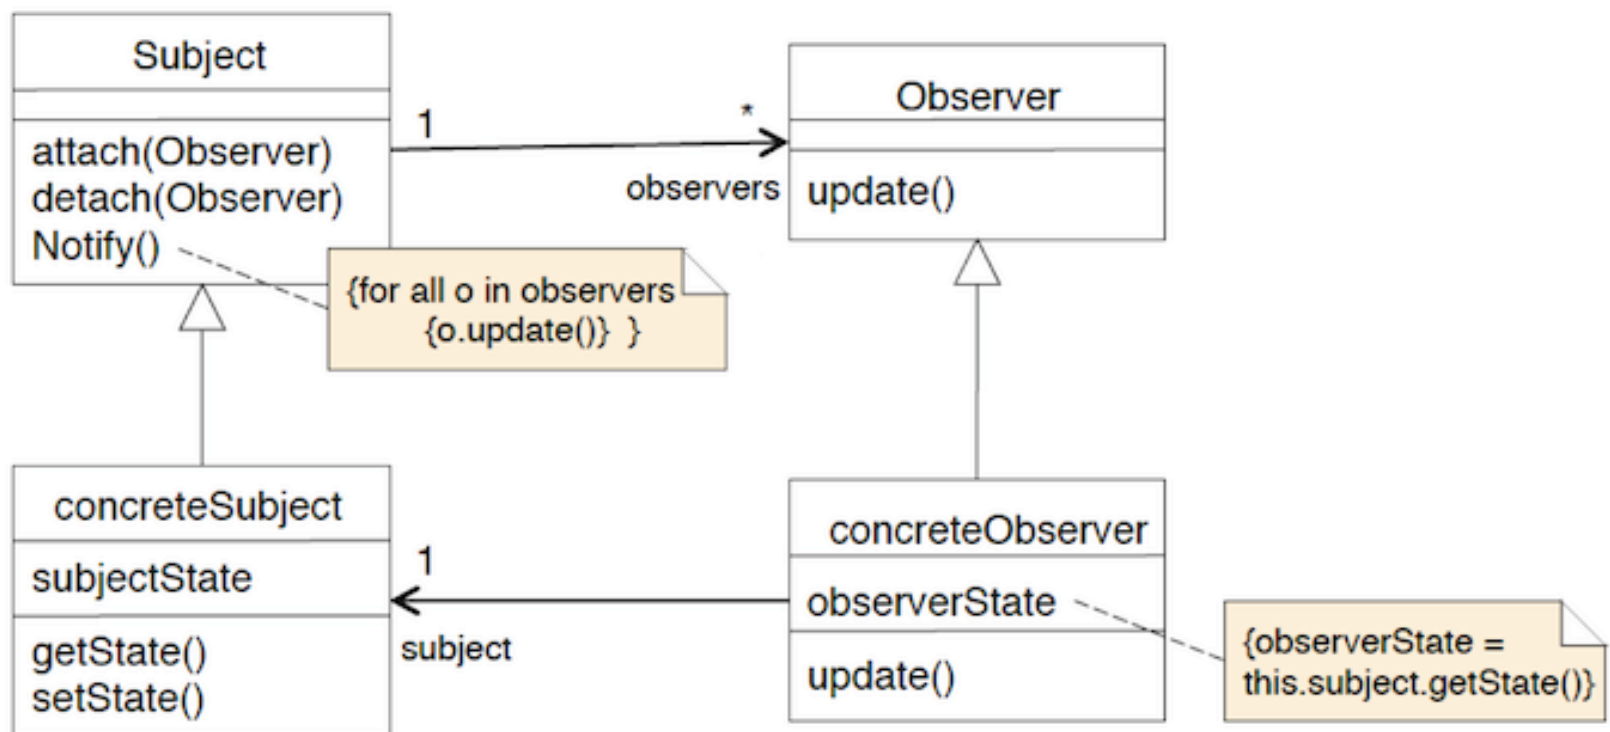 Subject
attach(Observer)
detach(Observer)
Notify()
{for all o in observers
{o.update()} }
1
*
observers
Observer
update()
concreteSubject
subjectState
getState()
setState()
1
subject
concreteObserver
observerState
update()
{observerState =
this.subject.getState()}